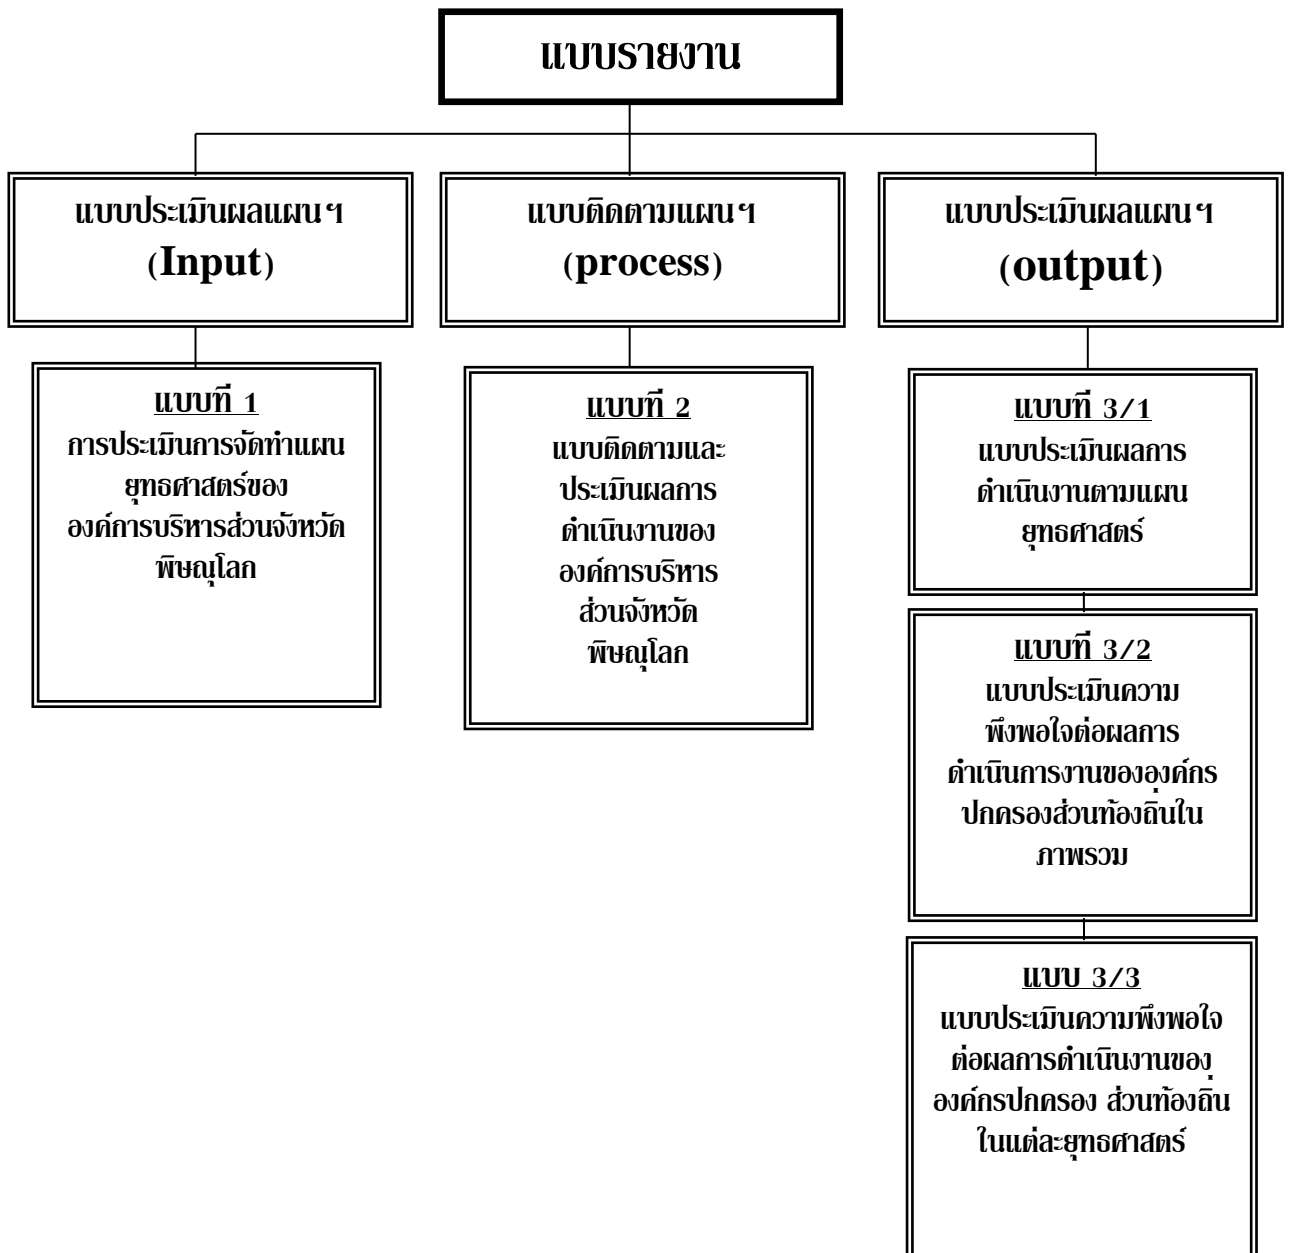 แบบรายงาน
แบบประเมินผลแผนฯ
(Input)
แบบติดตามแผนฯ
(process)
แบบประเมินผลแผนฯ
(output)
แบบที่ 1
การประเมินการจัดทำแผน
ยุทธศาสตร์ของ
องค์การบริหารส่วนจังหวัด
พิษณุโลก
แบบที่ 2
แบบติดตามและ
ประเมินผลการ
ดำเนินงานของ
องค์การบริหาร
ส่วนจังหวัด
พิษณุโลก
แบบที่ 3/1
แบบประเมินผลการ
ดำเนินงานตามแผน
ยุทธศาสตร์
แบบที่ 3/2
แบบประเมินความ
พึงพอใจต่อผลการ
ดำเนินการงานขององค์กร
ปกครองส่วนท้องถิ่นใน
ภาพรวม
แบบ 3/3
แบบประเมินความพึงพอใจ
ต่อผลการดำเนินงานของ
องค์กรปกครอง ส่วนท้องถิ่น
ในแต่ละยุทธศาสตร์